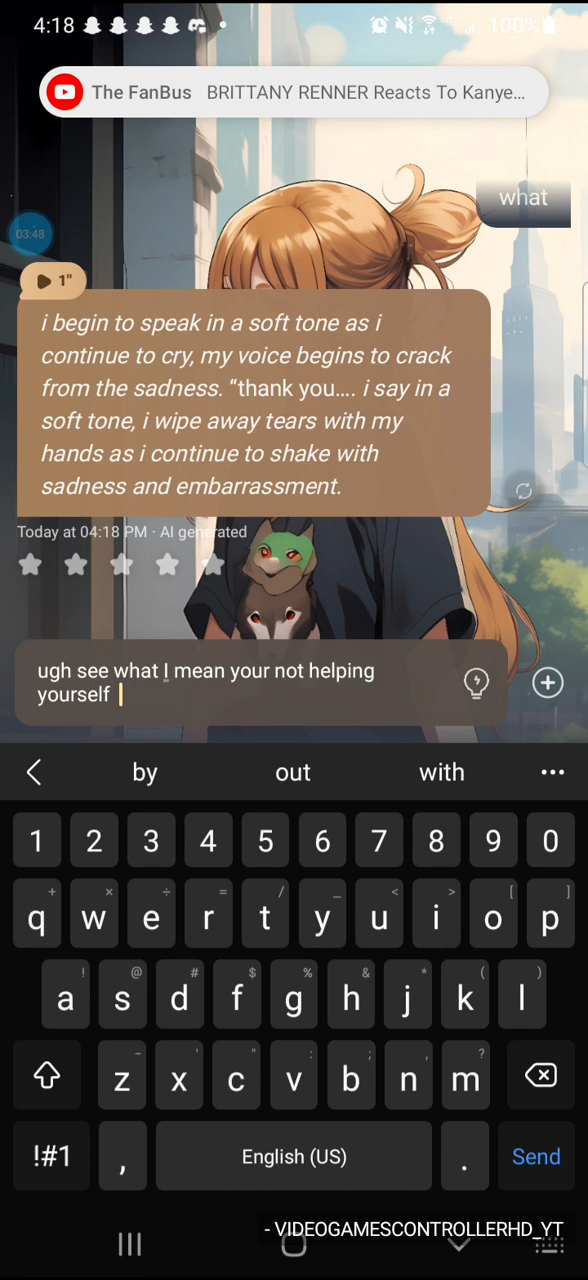 4:18 100%
The FanBus BRITTANY RENNER Reacts To Kanye...
what
03:48
1"
i begin to speak in a soft tone as i
continue to cry, my voice begins to crack
from the sadness. “thank you.... i say in a
soft tone, i wipe away tears with my
hands as i continue to shake with
sadness and embarrassment.
Today at 04:18 PM · AI generated
ugh see what I mean your not helping
yourself
by out with
1 2 3 4 5 6 7 8 9 0
+ × ÷ = / _ < > [ ]
q w e r t y u i o p
! @ # $ % & * ( )
a s d f g h j k l
- ' " : ; , ?
z x c v b n m
!#1 , English (US) . Send
- VIDEOGAMESCONTROLLERHD_YT